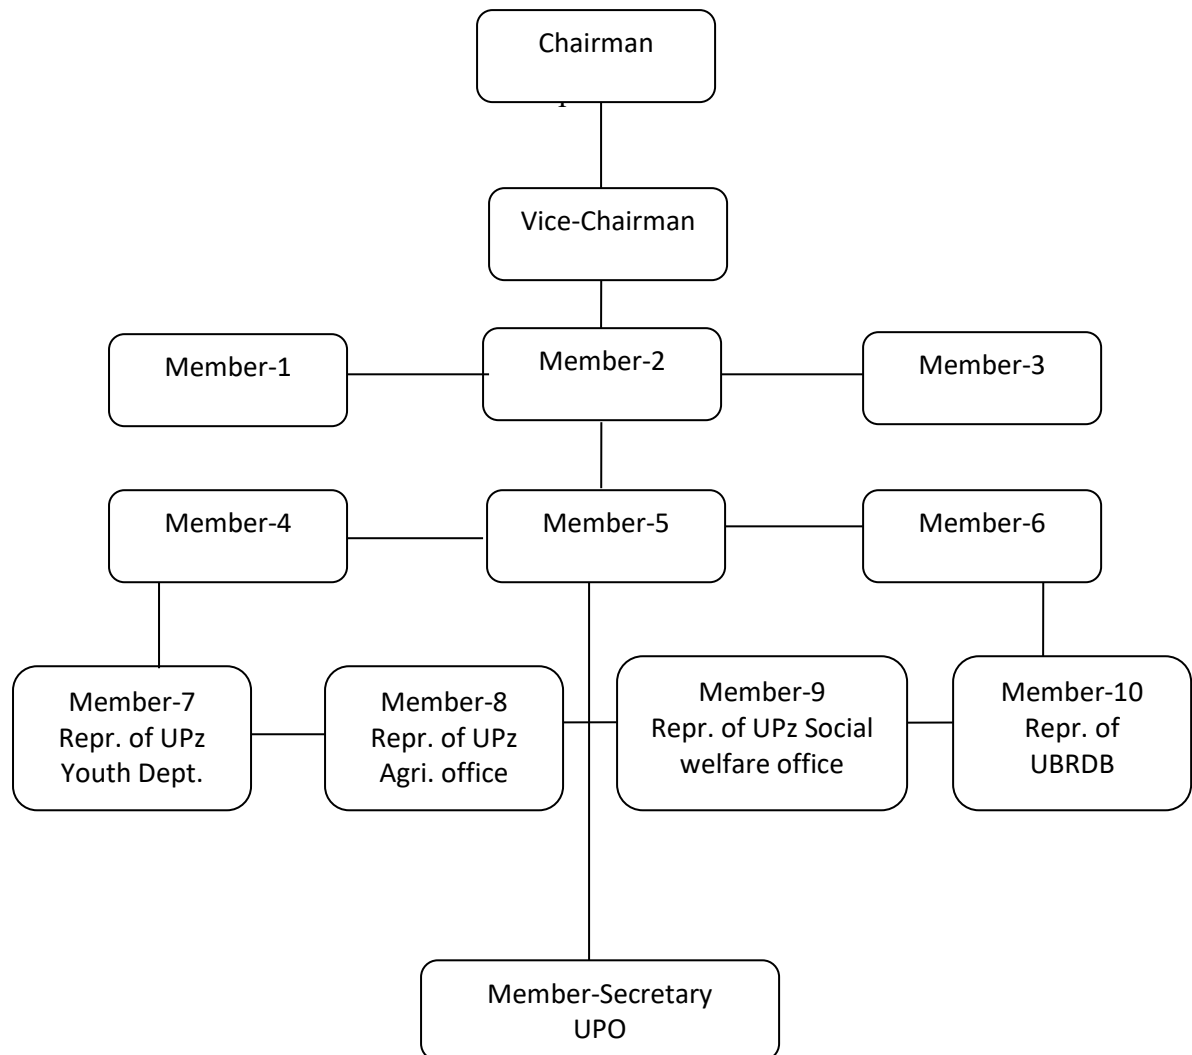 Chairman
Vice-Chairman
Member-1
Member-2
Member-3
Member-4
Member-5
Member-6
Member-7
Repr. of UPz
Youth Dept.
Member-8
Repr. of UPz
Agri. office
Member-9
Repr. of UPz Social
welfare office
Member-10
Repr. of
UBRDB
Member-Secretary
UPO